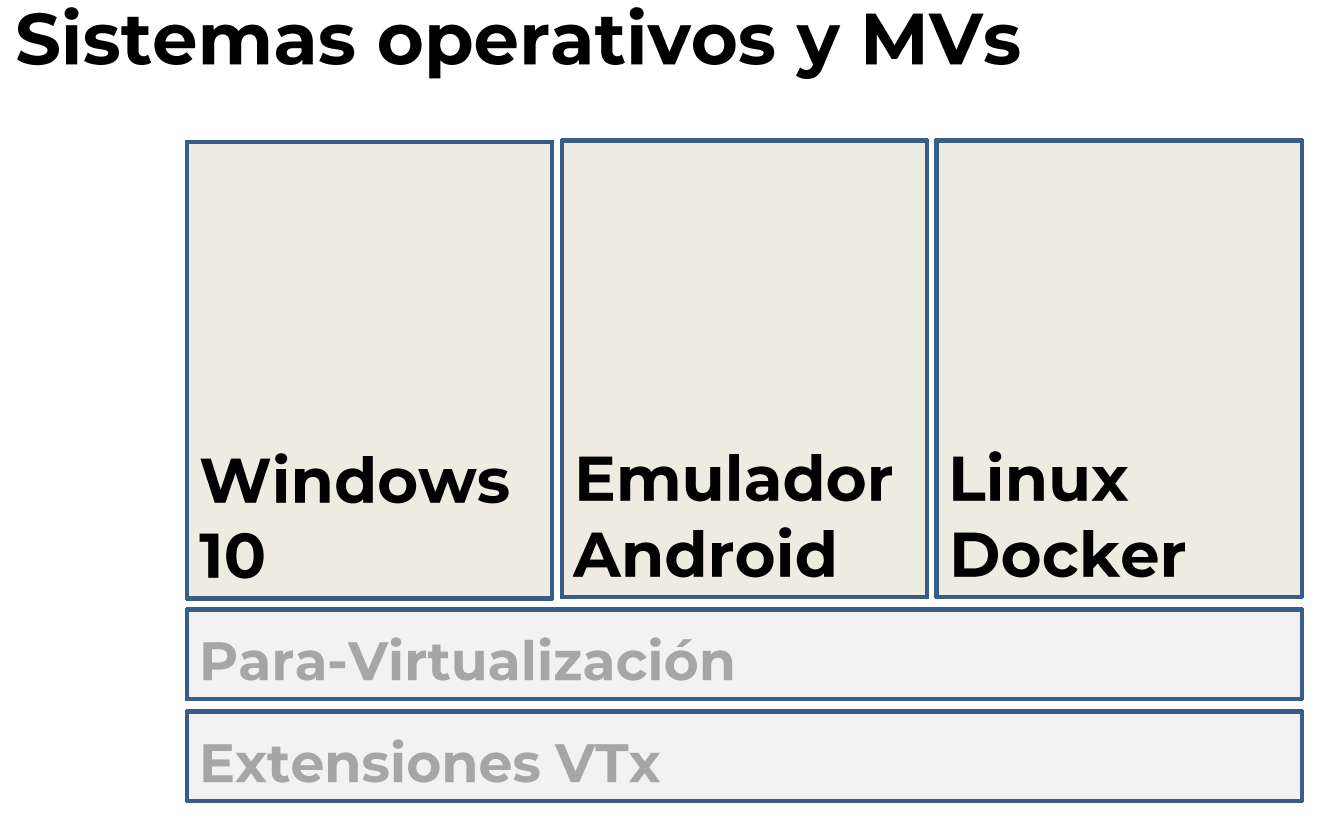 Sistemas operativos y MVs
Windows
10
Emulador
Android
Linux
Docker
Para-Virtualización
Extensiones VTx